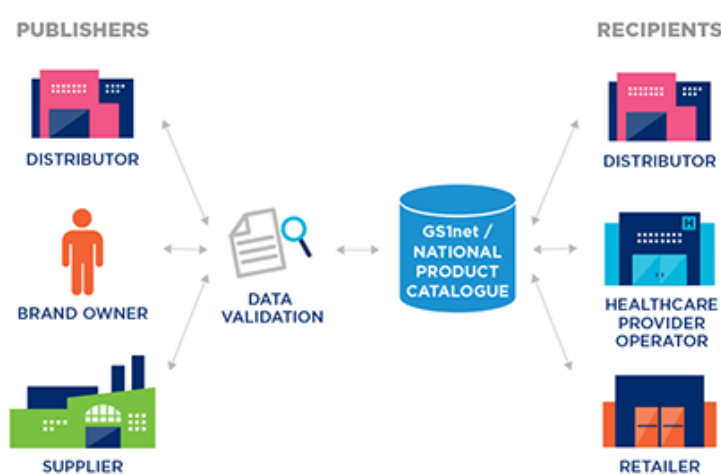 PUBLISHERS
RECIPIENTS
DISTRIBUTOR
DISTRIBUTOR
BRAND OWNER
DATA
VALIDATION
GS1net /
NATIONAL
PRODUCT
CATALOGUE
H
HEALTHCARE
PROVIDER
OPERATOR
SUPPLIER
RETAILER